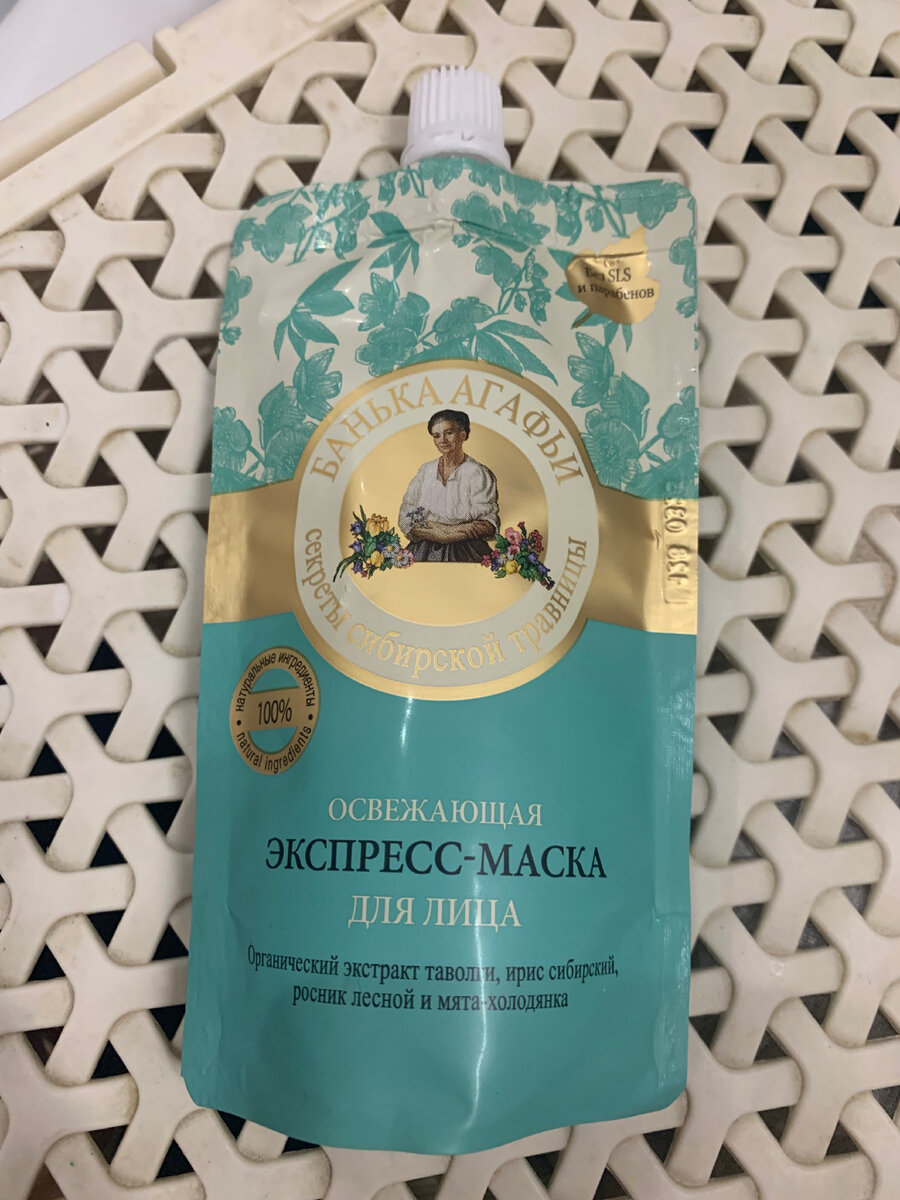 Без SLS
и парабенов
БАНЬКА АГАФЬИ
секреты сибирской травницы
натуральные ингредиенты
100%
natural ingredients
ОСВЕЖАЮЩАЯ
ЭКСПРЕСС-МАСКА
ДЛЯ ЛИЦА
Органический экстракт таволги, ирис сибирский,
росник лесной и мята-холодянка